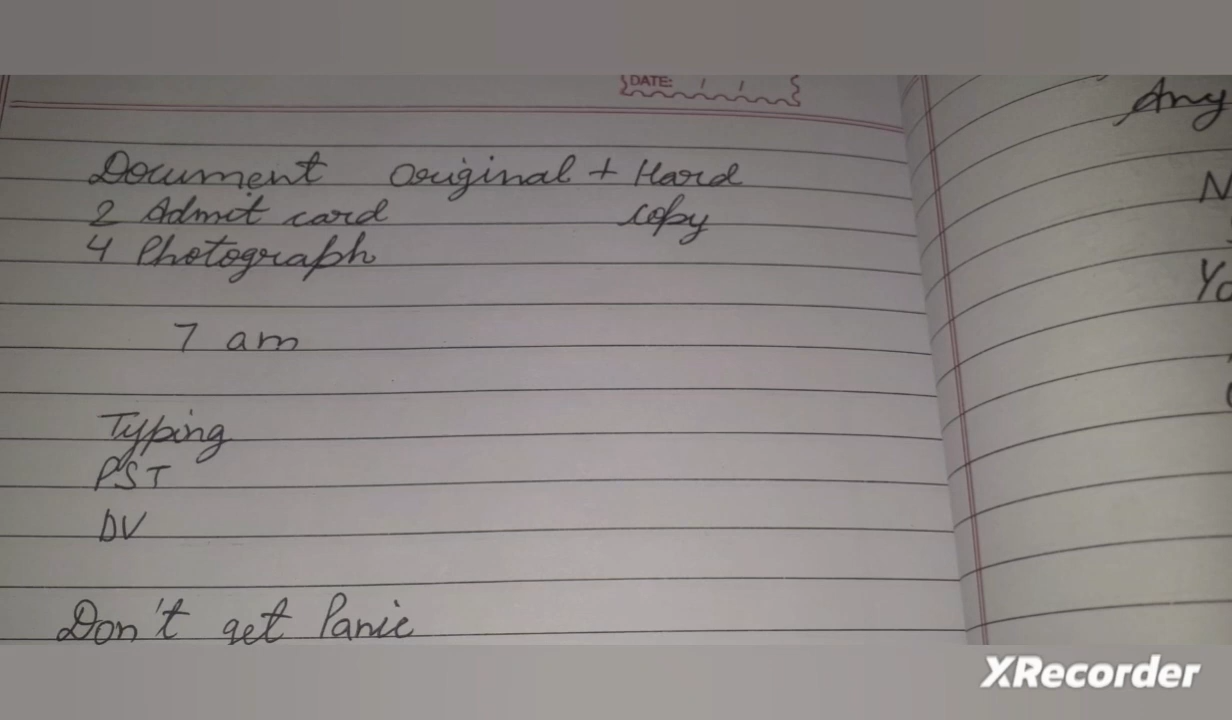 DATE: / /
Document Original + Hard
2 Admit card copy
4 Photograph
7 am
Typing
PST
DV
Don't get Panic
Any
XRecorder